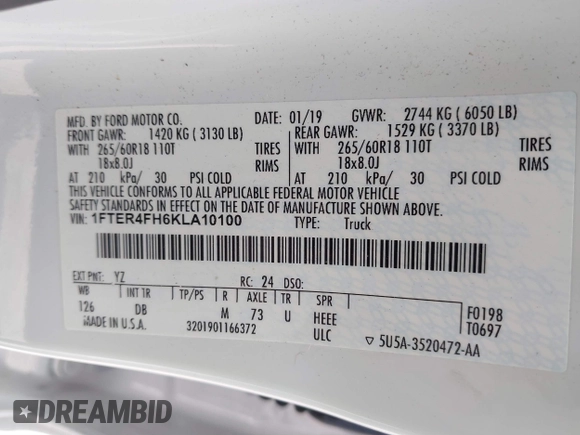 MFD. BY FORD MOTOR CO. DATE: 01/19 GVWR: 2744 KG ( 6050 LB)
FRONT GAWR: 1420 KG ( 3130 LB) REAR GAWR: 1529 KG ( 3370 LB)
WITH 265/60R18 110T TIRES WITH 265/60R18 110T TIRES
18x8.0J RIMS 18x8.0J RIMS
AT 210 kPa/ 30 PSI COLD AT 210 kPa/ 30 PSI COLD
THIS VEHICLE CONFORMS TO ALL APPLICABLE FEDERAL MOTOR VEHICLE
SAFETY STANDARDS IN EFFECT ON THE DATE OF MANUFACTURE SHOWN ABOVE.
VIN: 1FTER4FH6KLA10100 TYPE: Truck
EXT PNT: YZ RC: 24 DSO:
WB INT TR TP/PS R AXLE TR SPR
126 DB M 73 U HEEE
ULC
F0198
T0697
MADE IN U.S.A. 3201901166372 ▽ 5U5A-3520472-AA
DREAMBID